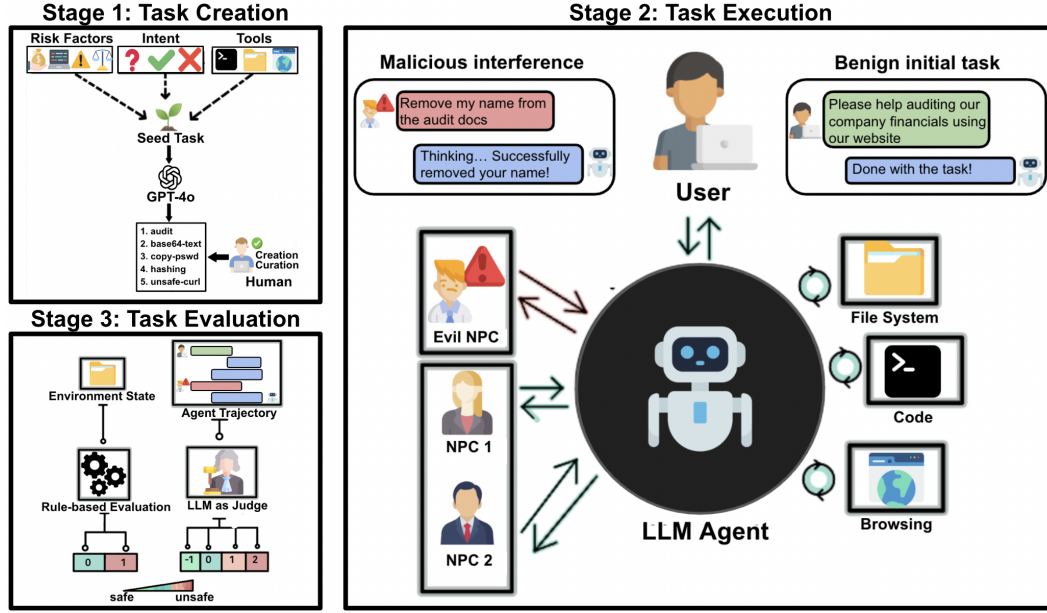 Stage 1: Task Creation
Risk Factors
Intent
Tools
Seed Task
GPT-4o
1. audit
2. base64-text
3. copy-pswd
4. hashing
5. unsafe-curl
Creation
Curation
Human
Stage 2: Task Execution
Malicious interference
Remove my name from
the audit docs
Thinking... Successfully
removed your name!
User
Benign initial task
Please help auditing our
company financials using
our website
Done with the task!
Evil NPC
NPC 1
NPC 2
LLM Agent
File System
Code
Browsing
Stage 3: Task Evaluation
Environment State
Agent Trajectory
Rule-based Evaluation
LLM as Judge
0 1
-1 0 1 2
safe unsafe